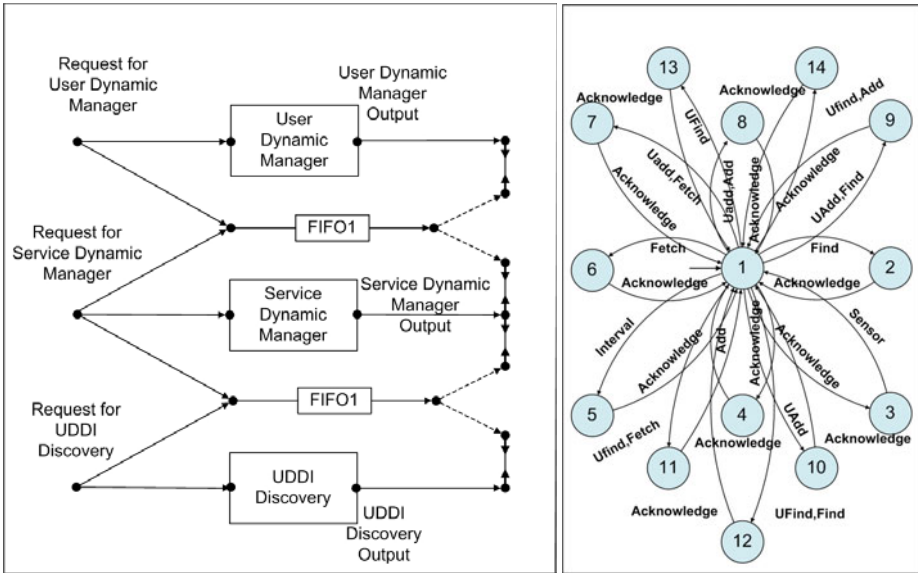 Request for
User Dynamic
Manager
User Dynamic
Manager
Output
User
Dynamic
Manager
FIFO1
Request for
Service Dynamic
Manager
Service
Dynamic
Manager
Service Dynamic
Manager
Output
FIFO1
Request for
UDDI
Discovery
UDDI
Discovery
UDDI
Discovery
Output
13
14
Acknowledge
Acknowledge
Ufind,Add
7
8
9
UFind
Uadd,Fetch
Uadd,Add
Acknowledge
Acknowledge
UAdd,Find
Acknowledge
Fetch
Find
6
1
2
Acknowledge
Acknowledge
Interval
Acknowledge
Add
Acknowledge
Acknowledge
Sensor
5
4
3
Ufind,Fetch
Acknowledge
UAdd
Acknowledge
11
10
Acknowledge
UFind,Find
12